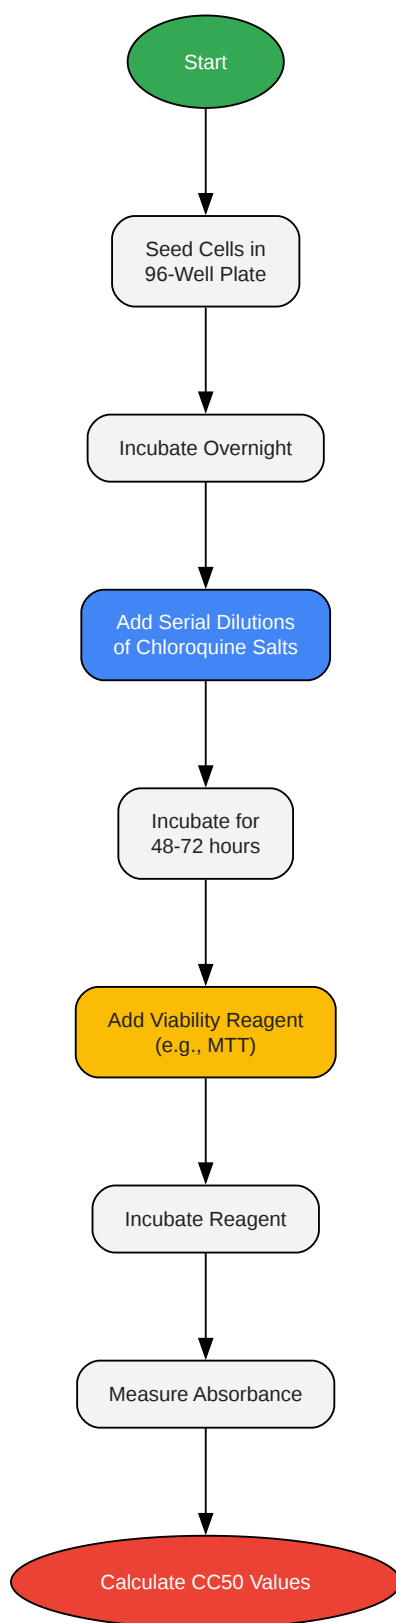 Start
Seed Cells in
96-Well Plate
Incubate Overnight
Add Serial Dilutions
of Chloroquine Salts
Incubate for
48-72 hours
Add Viability Reagent
(e.g., MTT)
Incubate Reagent
Measure Absorbance
Calculate CC50 Values